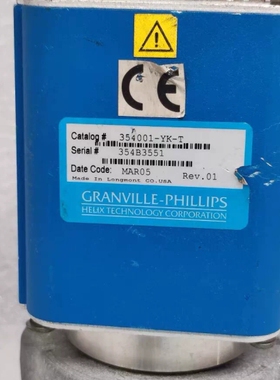 CE
Catalog # 354001-YK-T
Serial # 354B3551
Date Code: MAR05 Rev.01
Made In Longmont CO.USA
GRANVILLE-PHILLIPS
HELIX TECHNOLOGY CORPORATION